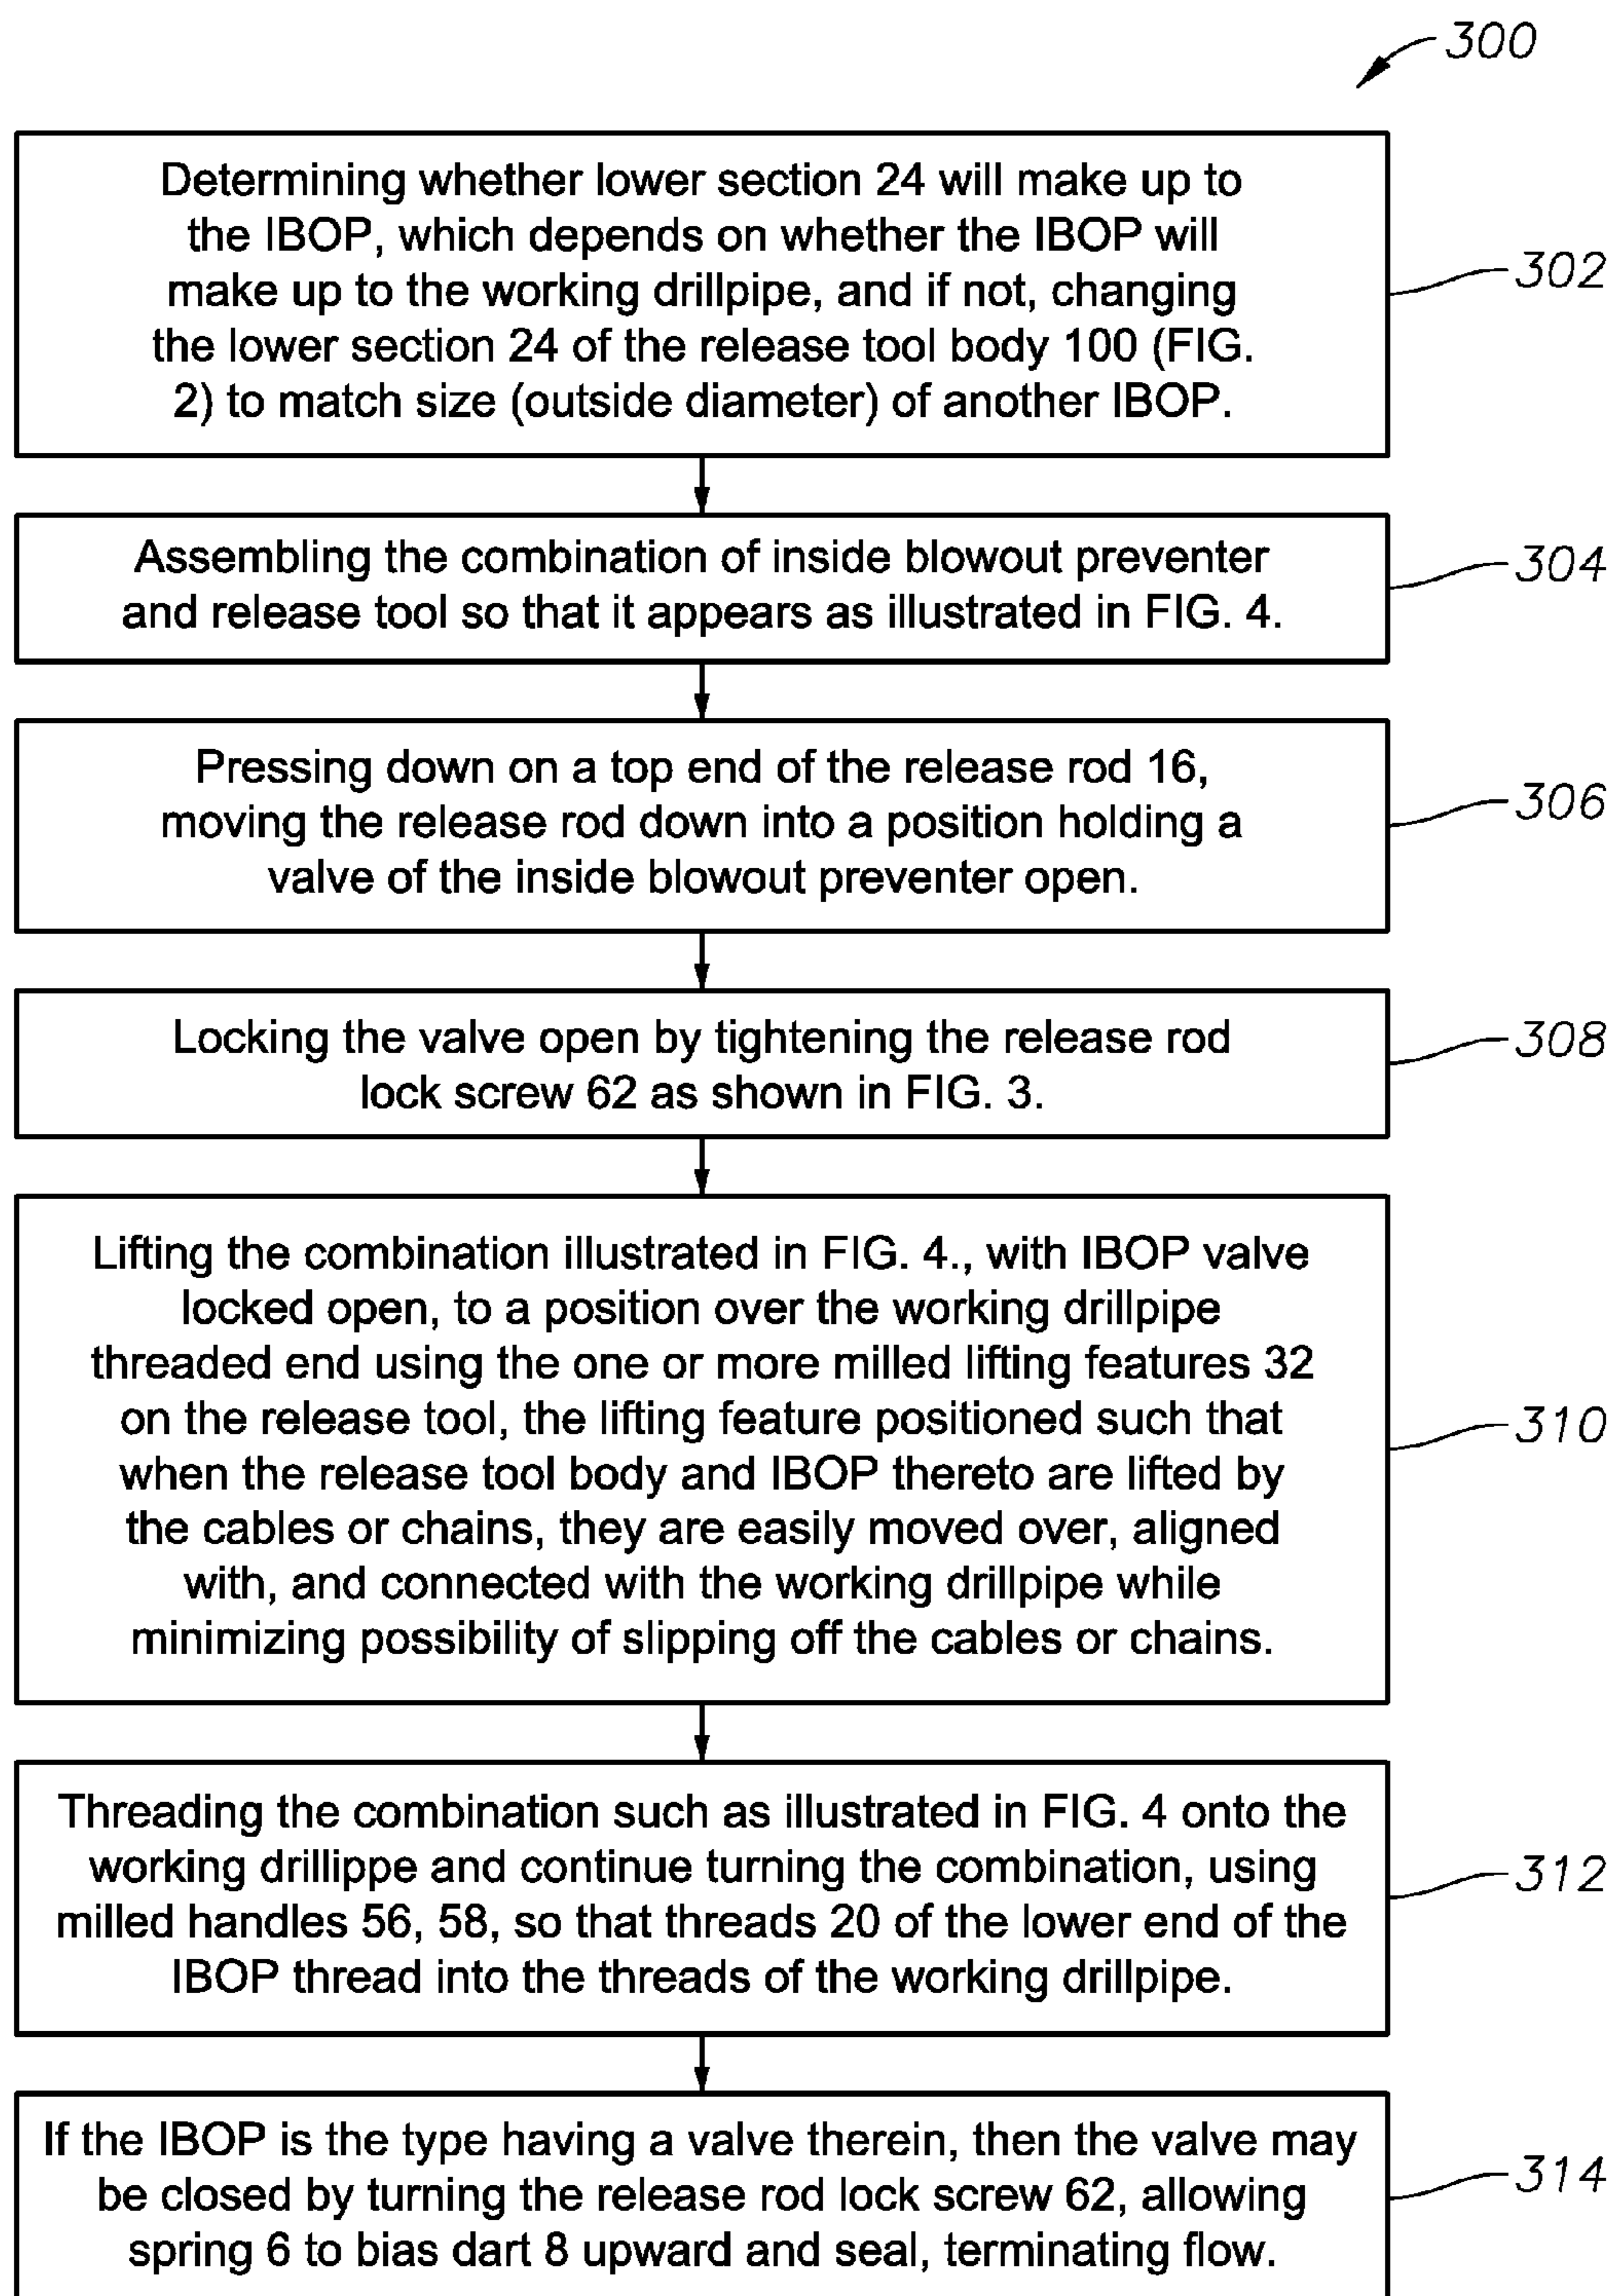 300
Determining whether lower section 24 will make up to
the IBOP, which depends on whether the IBOP will
make up to the working drillpipe, and if not, changing
the lower section 24 of the release tool body 100 (FIG.
2) to match size (outside diameter) of another IBOP.
302
Assembling the combination of inside blowout preventer
and release tool so that it appears as illustrated in FIG. 4.
304
Pressing down on a top end of the release rod 16,
moving the release rod down into a position holding a
valve of the inside blowout preventer open.
306
Locking the valve open by tightening the release rod
lock screw 62 as shown in FIG. 3.
308
Lifting the combination illustrated in FIG. 4., with IBOP valve
locked open, to a position over the working drillpipe
threaded end using the one or more milled lifting features 32
on the release tool, the lifting feature positioned such that
when the release tool body and IBOP thereto are lifted by
the cables or chains, they are easily moved over, aligned
with, and connected with the working drillpipe while
minimizing possibility of slipping off the cables or chains.
310
Threading the combination such as illustrated in FIG. 4 onto the
working drillippe and continue turning the combination, using
milled handles 56, 58, so that threads 20 of the lower end of the
IBOP thread into the threads of the working drillpipe.
312
If the IBOP is the type having a valve therein, then the valve may
be closed by turning the release rod lock screw 62, allowing
spring 6 to bias dart 8 upward and seal, terminating flow.
314